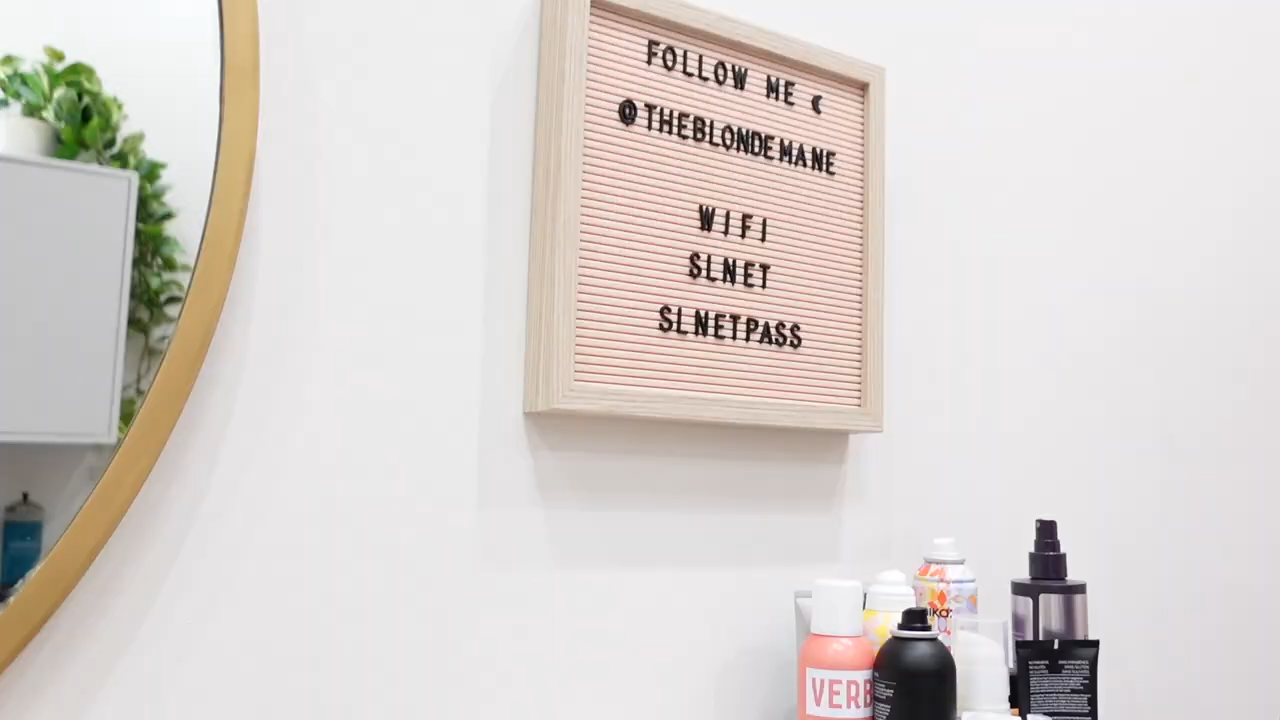 FOLLOW ME <
@THEBLONDEMANE
WIFI
SLNET
SLNETPASS
VERB